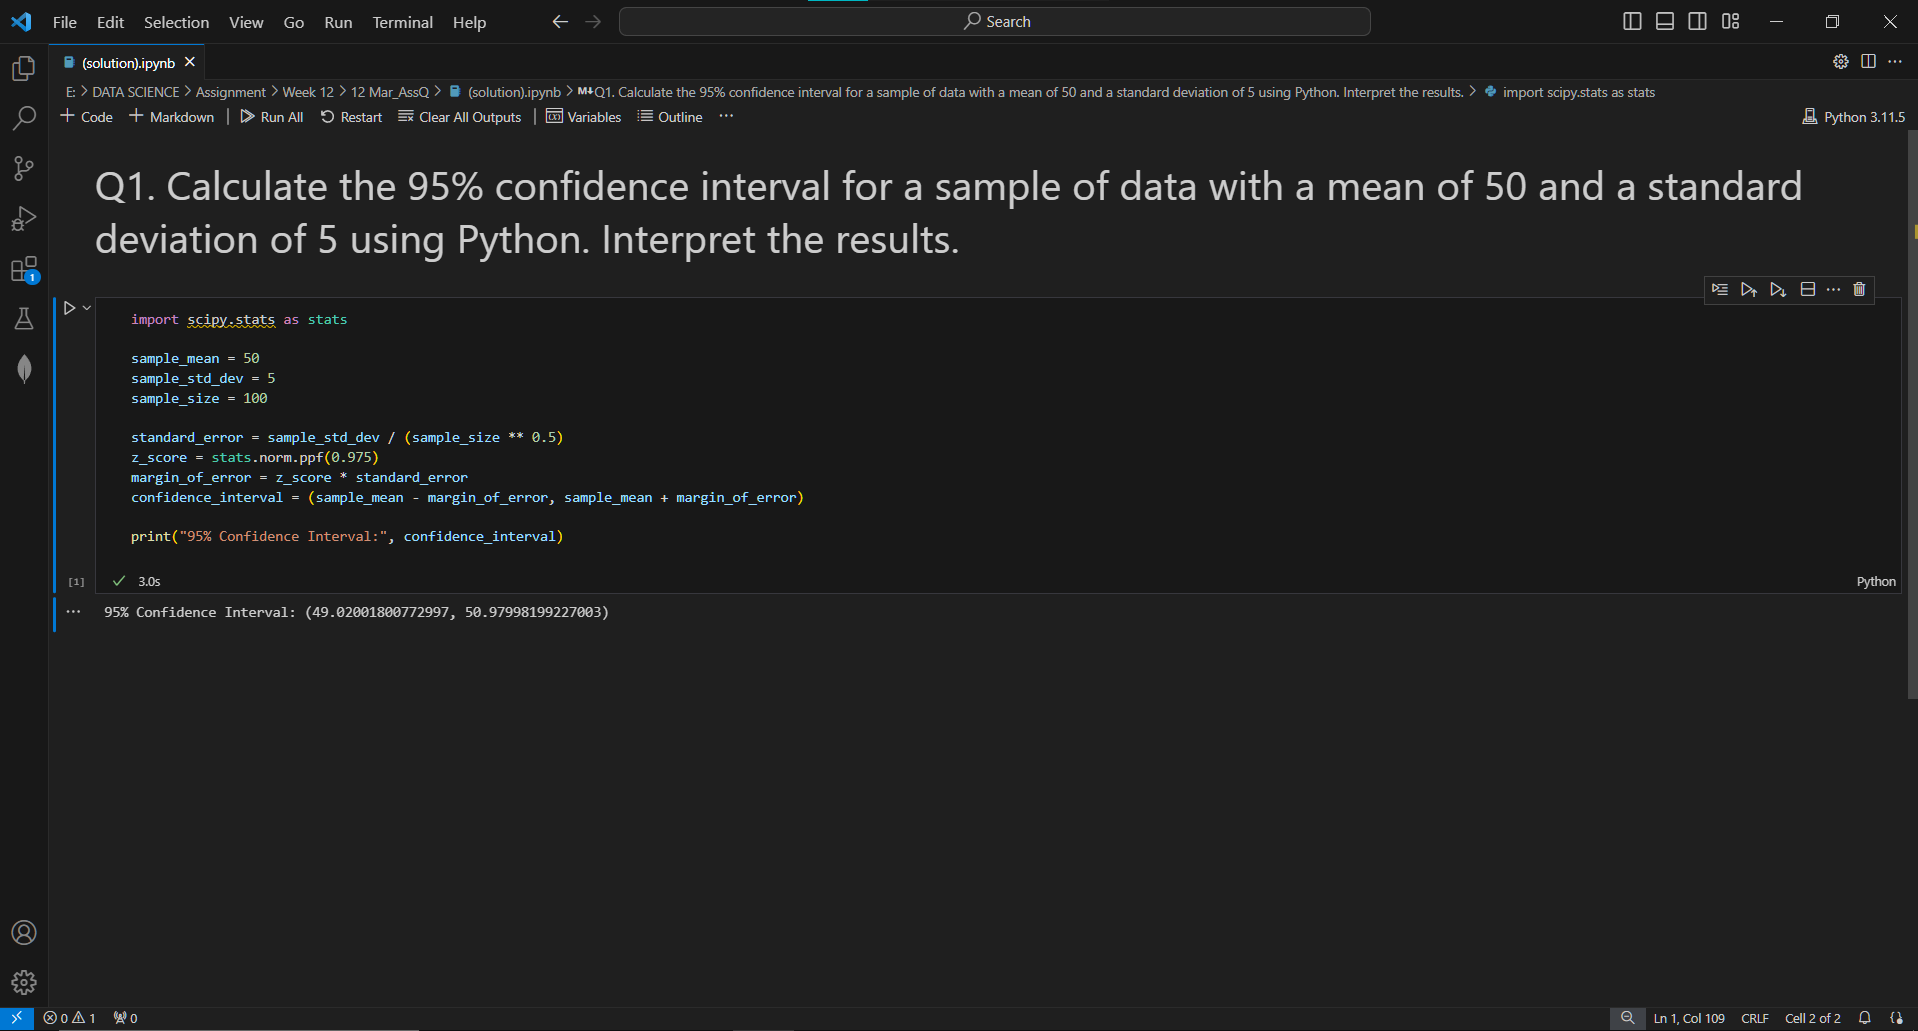 File Edit Selection View Go Run Terminal Help
Search
(solution).ipynb
E: > DATA SCIENCE > Assignment > Week 12 > 12 Mar_AssQ > (solution).ipynb > M↓Q1. Calculate the 95% confidence interval for a sample of data with a mean of 50 and a standard deviation of 5 using Python. Interpret the results. > import scipy.stats as stats
+ Code + Markdown | Run All Restart Clear All Outputs | Variables Outline ...
Python 3.11.5
Q1. Calculate the 95% confidence interval for a sample of data with a mean of 50 and a standard
deviation of 5 using Python. Interpret the results.
import scipy.stats as stats
sample_mean = 50
sample_std_dev = 5
sample_size = 100
standard_error = sample_std_dev / (sample_size ** 0.5)
z_score = stats.norm.ppf(0.975)
margin_of_error = z_score * standard_error
confidence_interval = (sample_mean - margin_of_error, sample_mean + margin_of_error)
print("95% Confidence Interval:", confidence_interval)
[1] 3.0s
Python
... 95% Confidence Interval: (49.02001800772997, 50.97998199227003)
1
0 1 0
Ln 1, Col 109 CRLF Cell 2 of 2